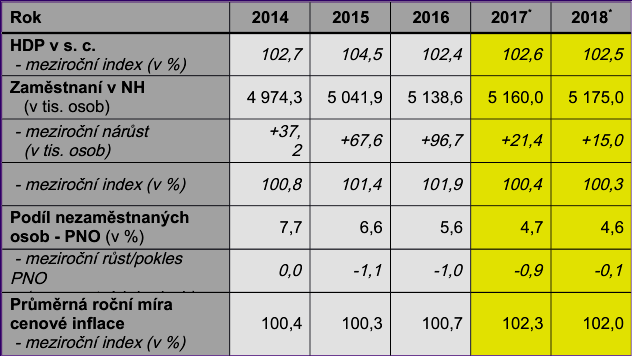 Rok 2014 2015 2016 2017* 2018*
HDP v s. c.
- meziroční index (v %) 102,7 104,5 102,4 102,6 102,5
Zaměstnaní v NH
(v tis. osob) 4 974,3 5 041,9 5 138,6 5 160,0 5 175,0
- meziroční nárůst
(v tis. osob) +37,2 +67,6 +96,7 +21,4 +15,0
- meziroční index (v %) 100,8 101,4 101,9 100,4 100,3
Podíl nezaměstnaných
osob - PNO (v %) 7,7 6,6 5,6 4,7 4,6
- meziroční růst/pokles
PNO 0,0 -1,1 -1,0 -0,9 -0,1
Průměrná roční míra
cenové inflace
- meziroční index (v %) 100,4 100,3 100,7 102,3 102,0